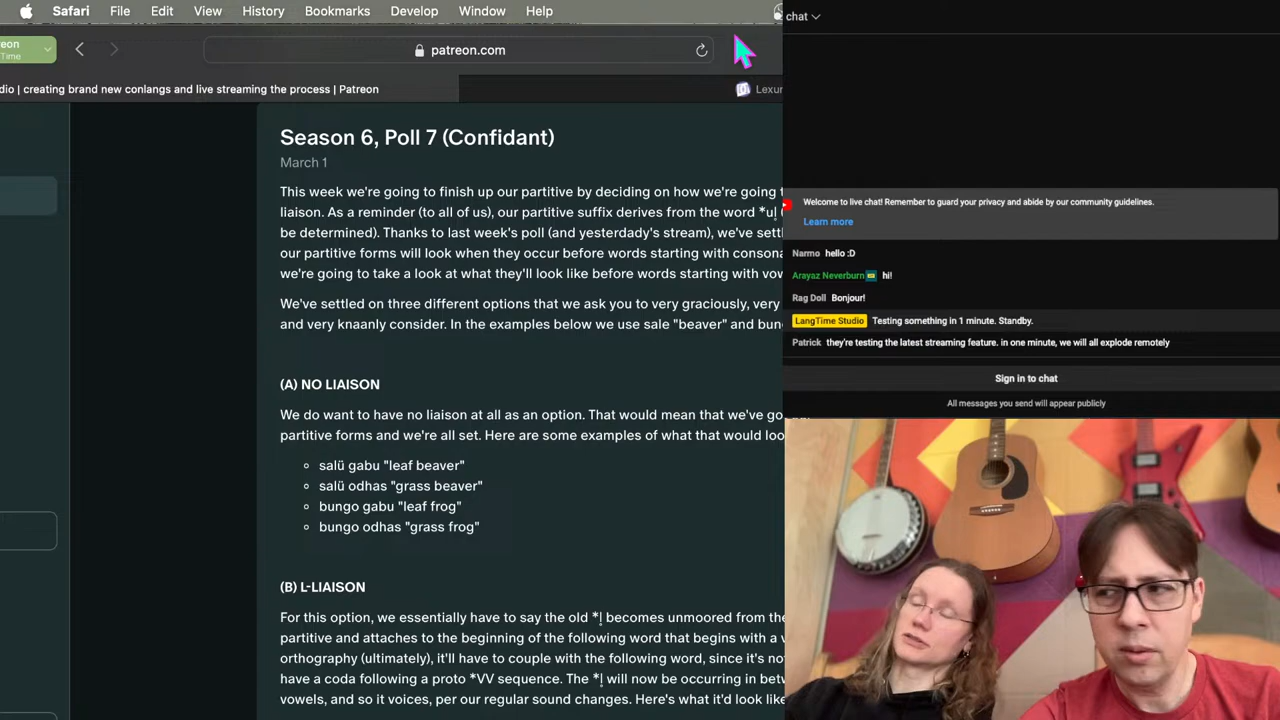 Safari File Edit View History Bookmarks Develop Window Help
chat
eon
Time
patreon.com
dio | creating brand new conlangs and live streaming the process | Patreon
Lexur
Season 6, Poll 7 (Confidant)
March 1
This week we're going to finish up our partitive by deciding on how we're going t
liaison. As a reminder (to all of us), our partitive suffix derives from the word *ul̥ (
be determined). Thanks to last week's poll (and yesterday's stream), we've settl
our partitive forms will look when they occur before words starting with consona
we're going to take a look at what they'll look like before words starting with vow
We've settled on three different options that we ask you to very graciously, very
and very knaanly consider. In the examples below we use sale "beaver" and bung
(A) NO LIAISON
We do want to have no liaison at all as an option. That would mean that we've go
partitive forms and we're all set. Here are some examples of what that would loo
salü gabu "leaf beaver"
salü odhas "grass beaver"
bungo gabu "leaf frog"
bungo odhas "grass frog"
(B) L-LIAISON
For this option, we essentially have to say the old *l̥ becomes unmoored from the
partitive and attaches to the beginning of the following word that begins with a v
orthography (ultimately), it'll have to couple with the following word, since it's no
have a coda following a proto *VV sequence. The *l̥ will now be occurring in betw
vowels, and so it voices, per our regular sound changes. Here's what it'd look like
Welcome to live chat! Remember to guard your privacy and abide by our community guidelines.
Learn more
Narmo hello :D
Arayaz Neverburn hi!
Rag Doll Bonjour!
LangTime Studio Testing something in 1 minute. Standby.
Patrick they're testing the latest streaming feature. in one minute, we will all explode remotely
Sign in to chat
All messages you send will appear publicly